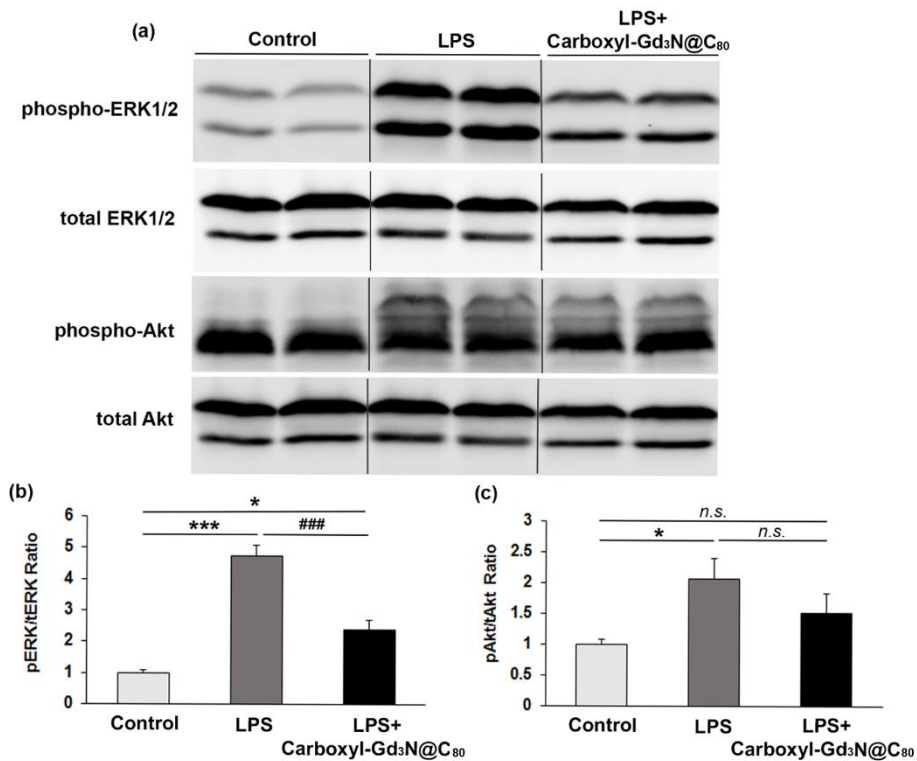 (a)
Control
LPS
LPS+
Carboxyl-Gd₃N@C₈₀
phospho-ERK1/2
total ERK1/2
phospho-Akt
total Akt
(b)
*
***
###
pERK/tERK Ratio
6
5
4
3
2
1
0
Control
LPS
LPS+
Carboxyl-Gd₃N@C₈₀
(c)
n.s.
*
n.s.
pAkt/tAkt Ratio
3
2.5
2
1.5
1
0.5
0
Control
LPS
LPS+
Carboxyl-Gd₃N@C₈₀